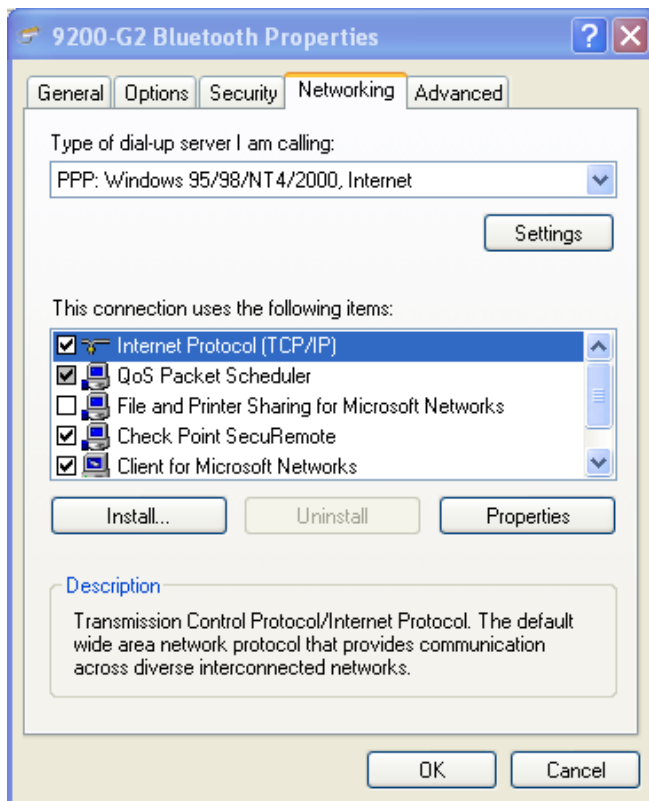 9200-G2 Bluetooth Properties
General Options Security Networking Advanced
Type of dial-up server I am calling:
PPP: Windows 95/98/NT4/2000, Internet
Settings
This connection uses the following items:
Internet Protocol (TCP/IP)
QoS Packet Scheduler
File and Printer Sharing for Microsoft Networks
Check Point SecuRemote
Client for Microsoft Networks
Install... Uninstall Properties
Description
Transmission Control Protocol/Internet Protocol. The default
wide area network protocol that provides communication
across diverse interconnected networks.
OK Cancel